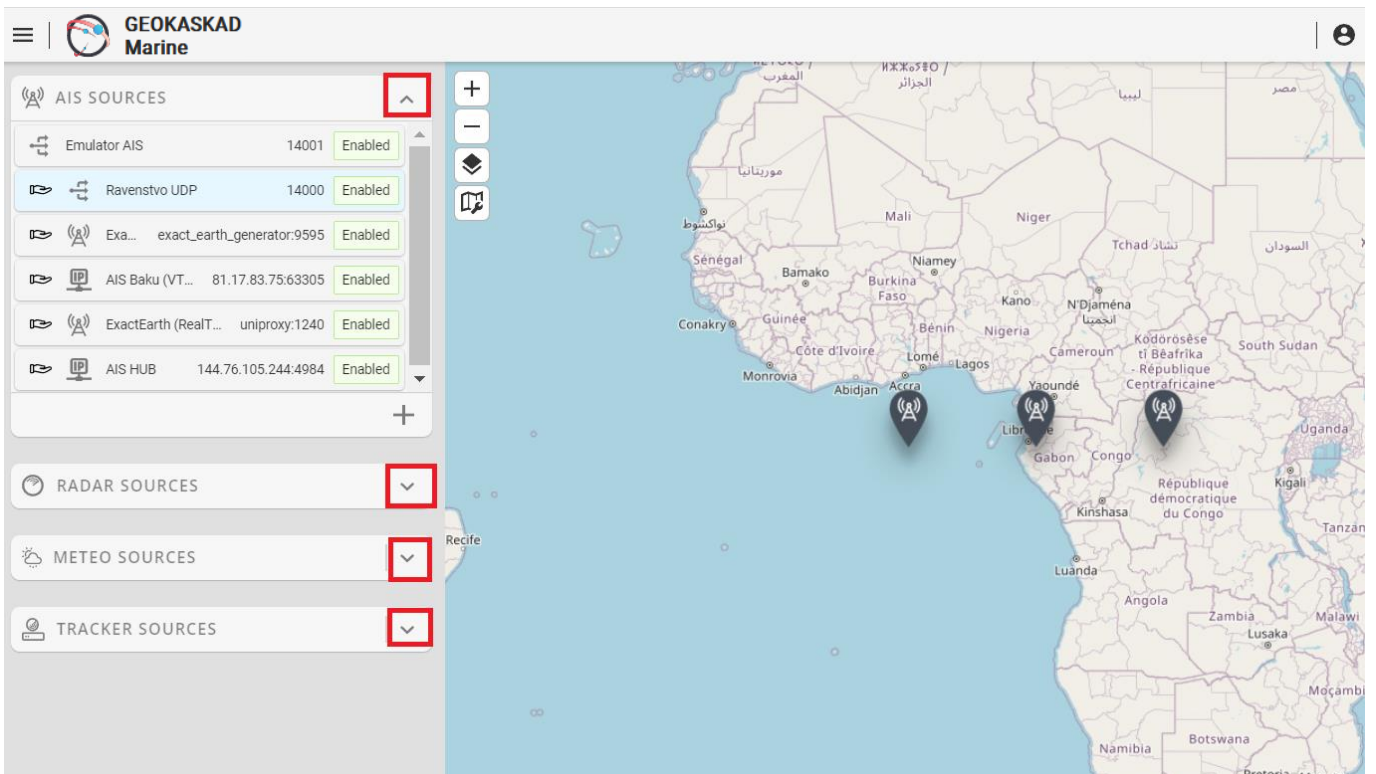 GEOKASKAD
Marine
AIS SOURCES
Emulator AIS 14001 Enabled
Ravenstvo UDP 14000 Enabled
Exa... exact_earth_generator:9595 Enabled
IP AIS Baku (VT... 81.17.83.75:63305 Enabled
ExactEarth (RealT... uniproxy:1240 Enabled
IP AIS HUB 144.76.105.244:4984 Enabled
RADAR SOURCES
METEO SOURCES
TRACKER SOURCES
المغرب
الجزائر
ليبيا
مصر
موريتانيا
نواكشوط
Mali
Niger
Tchad تشاد
السودان
Sénégal
Bamako
Niamey
Burkina
Faso
Kano
N'Djaména
انجمينا
Conakry
Guinée
Bénin
Nigeria
Côte d'Ivoire
Lomé
Lagos
Cameroun
Ködörösêse
tî Bêafrîka
- République
Centrafricaine
South Sudan
Monrovia
Abidjan
Accra
Yaoundé
Uganda
Gabon
Congo
République
démocratique
du Congo
Kigali
Kinshasa
Tanzan
Recife
Luanda
Angola
Zambia
Malawi
Lusaka
Moçambi
Botswana
Namibia